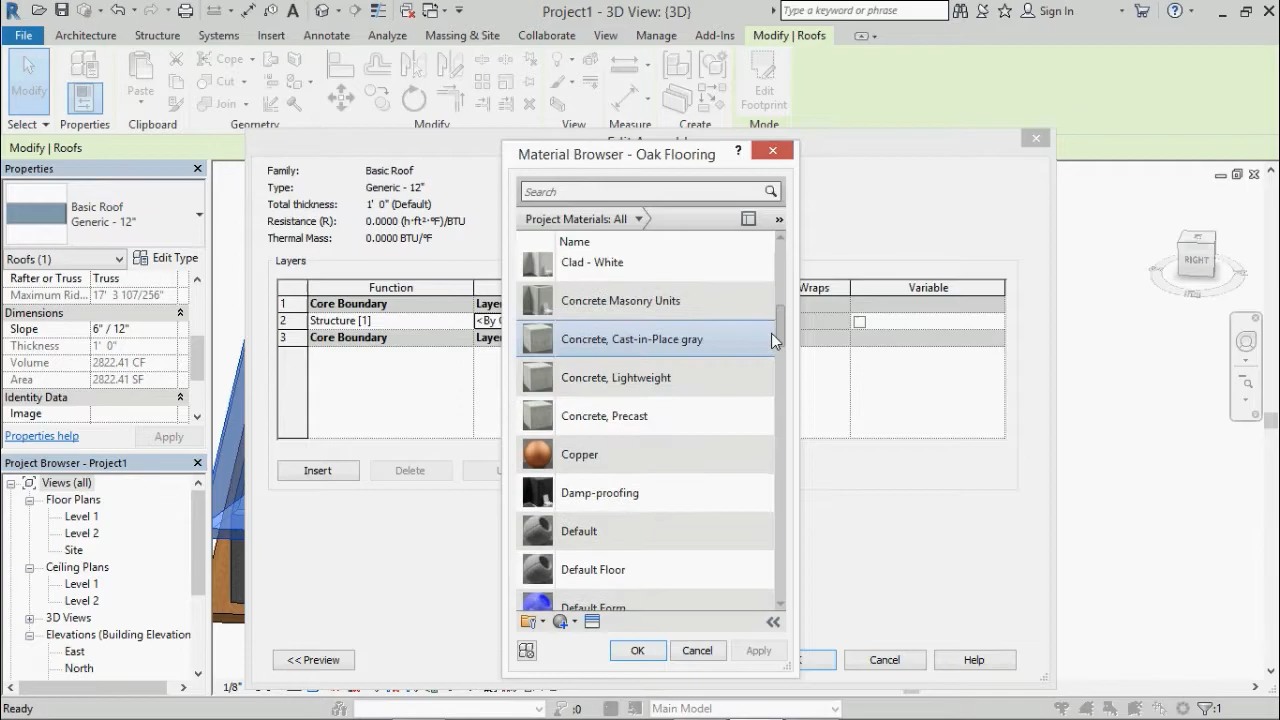 Project1 - 3D View: {3D}
Type a keyword or phrase
Sign In
File Architecture Structure Systems Insert Annotate Analyze Massing & Site Collaborate View Manage Add-Ins Modify | Roofs
Modify
Paste
Cope
Cut
Join
Edit
Footprint
Select Properties Clipboard Geometry Modify View Measure Create Mode
Modify | Roofs
Properties
Basic Roof
Generic - 12"
Roofs (1)
Edit Type
Rafter or Truss Truss
Maximum Rid... 17' 3 107/256"
Dimensions
Slope 6" / 12"
Thickness 1' 0"
Volume 2822.41 CF
Area 2822.41 SF
Identity Data
Image
Properties help
Apply
Project Browser - Project1
Views (all)
Floor Plans
Level 1
Level 2
Site
Ceiling Plans
Level 1
Level 2
3D Views
Elevations (Building Elevation
East
North
Family: Basic Roof
Type: Generic - 12"
Total thickness: 1' 0" (Default)
Resistance (R): 0.0000 (h·ft²·°F)/BTU
Thermal Mass: 0.0000 BTU/°F
Layers
Function
Wraps Variable
1 Core Boundary Laye
2 Structure [1] <By C
3 Core Boundary Laye
Insert
Delete
U
<< Preview
Cancel
Help
Material Browser - Oak Flooring
?
Search
Project Materials: All
»
Name
Clad - White
Concrete Masonry Units
Concrete, Cast-in-Place gray
Concrete, Lightweight
Concrete, Precast
Copper
Damp-proofing
Default
Default Floor
Default Form
OK
Cancel
Apply
RIGHT
1/8"
Ready
:0
Main Model
:1